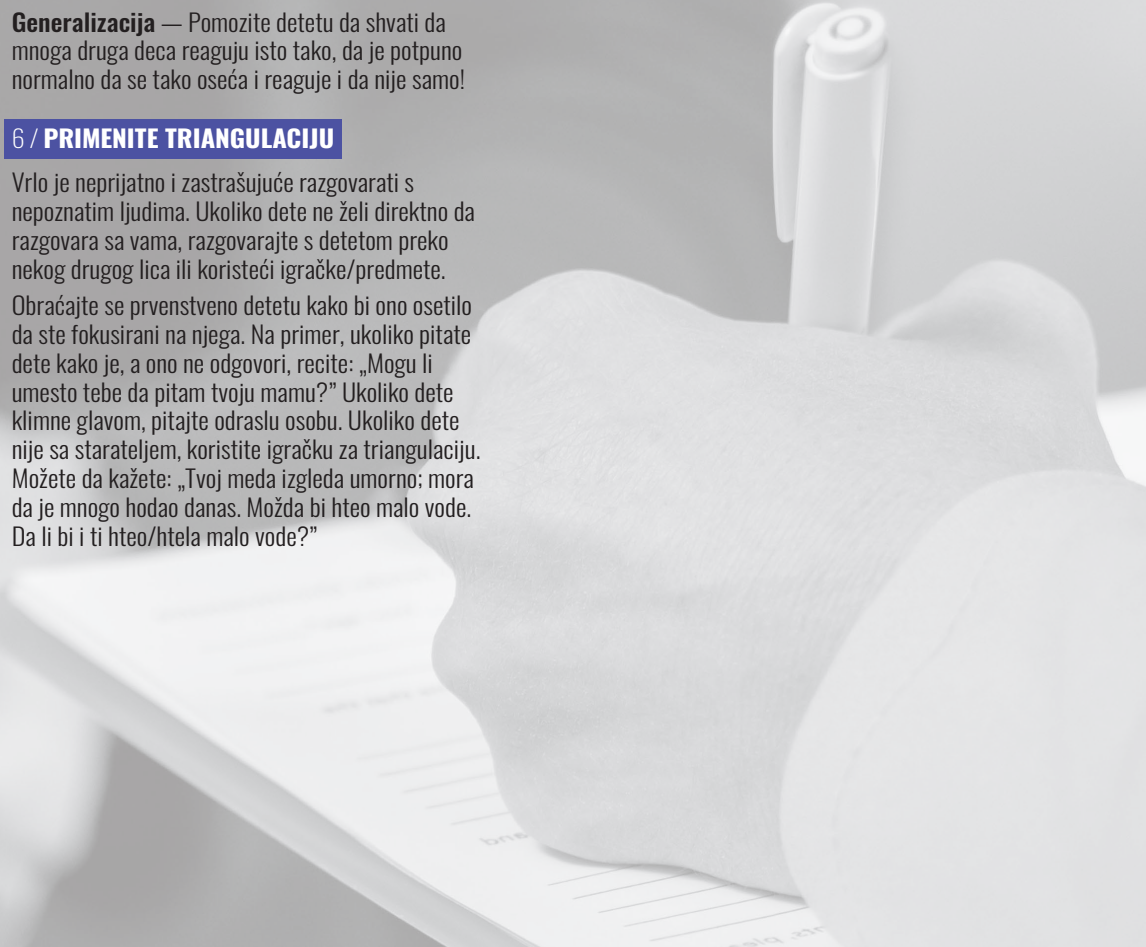 Generalizacija — Pomozite detetu da shvati da
mnoga druga deca reaguju isto tako, da je potpuno
normalno da se tako oseća i reaguje i da nije samo!
6 / PRIMENITE TRIANGULACIJU
Vrlo je neprijatno i zastrašujuće razgovarati s
nepoznatim ljudima. Ukoliko dete ne želi direktno da
razgovara sa vama, razgovarajte s detetom preko
nekog drugog lica ili koristeći igračke/predmete.
Obraćajte se prvenstveno detetu kako bi ono osetilo
da ste fokusirani na njega. Na primer, ukoliko pitate
dete kako je, a ono ne odgovori, recite: „Mogu li
umesto tebe da pitam tvoju mamu?” Ukoliko dete
klimne glavom, pitajte odraslu osobu. Ukoliko dete
nije sa starateljem, koristite igračku za triangulaciju.
Možete da kažete: „Tvoj meda izgleda umorno; mora
da je mnogo hodao danas. Možda bi hteo malo vode.
Da li bi i ti hteo/htela malo vode?”